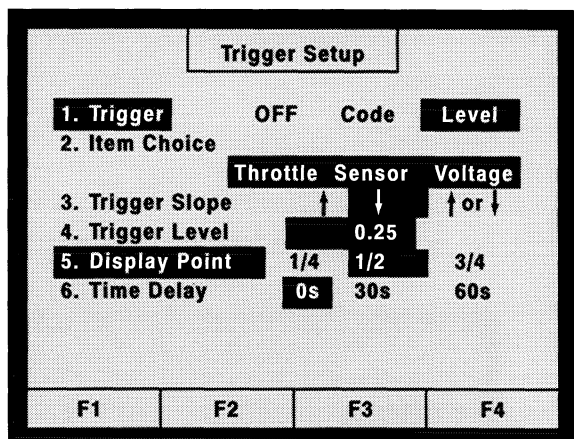 Trigger Setup
1. Trigger OFF Code Level
2. Item Choice
Throttle Sensor Voltage
3. Trigger Slope ↑ ↓ ↑ or ↓
4. Trigger Level 0.25
5. Display Point 1/4 1/2 3/4
6. Time Delay 0s 30s 60s
F1 F2 F3 F4